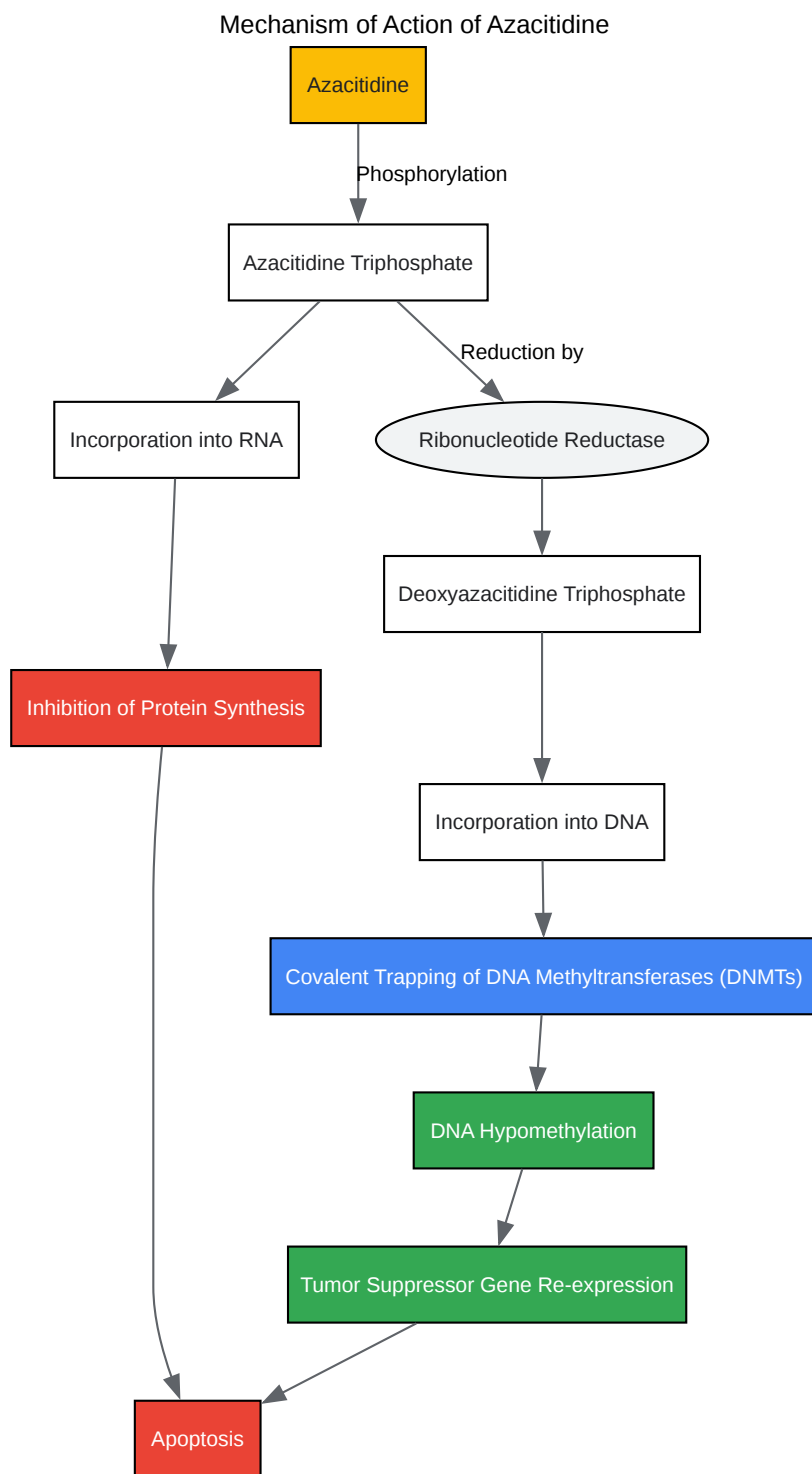 Mechanism of Action of Azacitidine
Azacitidine
Phosphorylation
Azacitidine Triphosphate
Reduction by
Incorporation into RNA
Ribonucleotide Reductase
Deoxyazacitidine Triphosphate
Inhibition of Protein Synthesis
Incorporation into DNA
Covalent Trapping of DNA Methyltransferases (DNMTs)
DNA Hypomethylation
Tumor Suppressor Gene Re-expression
Apoptosis